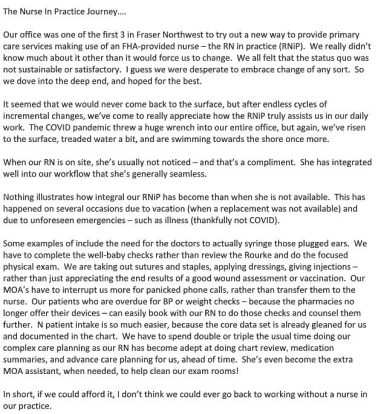 The Nurse In Practice Journey....
Our office was one of the first 3 in Fraser Northwest to try out a new way to provide primary
care services making use of an FHA-provided nurse – the RN in practice (RNiP).  We really didn't
know much about it other than it would force us to change.  We all felt that the status quo was
not sustainable or satisfactory.  I guess we were desperate to embrace change of any sort.  So
we dove into the deep end, and hoped for the best.
It seemed that we would never come back to the surface, but after endless cycles of
incremental changes, we've come to really appreciate how the RNiP truly assists us in our daily
work.  The COVID pandemic threw a huge wrench into our entire office, but again, we've risen
to the surface, treaded water a bit, and are swimming towards the shore once more.
When our RN is on site, she's usually not noticed – and that's a compliment.  She has integrated
well into our workflow that she's generally seamless.
Nothing illustrates how integral our RNiP has become than when she is not available.  This has
happened on several occasions due to vacation (when a replacement was not available) and
due to unforeseen emergencies – such as illness (thankfully not COVID).
Some examples of include the need for the doctors to actually syringe those plugged ears.  We
have to complete the well-baby checks rather than review the Rourke and do the focused
physical exam.  We are taking out sutures and staples, applying dressings, giving injections –
rather than just appreciating the end results of a good wound assessment or vaccination.  Our
MOA's have to interrupt us more for panicked phone calls, rather than transfer them to the
nurse.  Our patients who are overdue for BP or weight checks – because the pharmacies no
longer offer their devices – can easily book with our RN to do those checks and counsel them
further.  N patient intake is so much easier, because the core data set is already gleaned for us
and documented in the chart.  We have to spend double or triple the usual time doing our
complex care planning as our RN has become adept at doing chart review, medication
summaries, and advance care planning for us, ahead of time.  She's even become the extra
MOA assistant, when needed, to help clean our exam rooms!
In short, if we could afford it, I don't think we could ever go back to working without a nurse in
our practice.